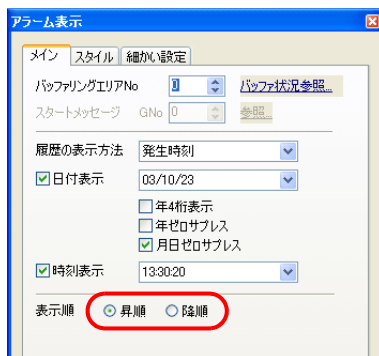 アラーム表示
メイン スタイル 細かい設定
バッファリングエリアNo 0 バッファ状況参照...
スタートメッセージ GNo 0 参照...
履歴の表示方法 発生時刻
日付表示 03/10/23
年4桁表示
年ゼロサプレス
月日ゼロサプレス
時刻表示 13:30:20
表示順 昇順 降順